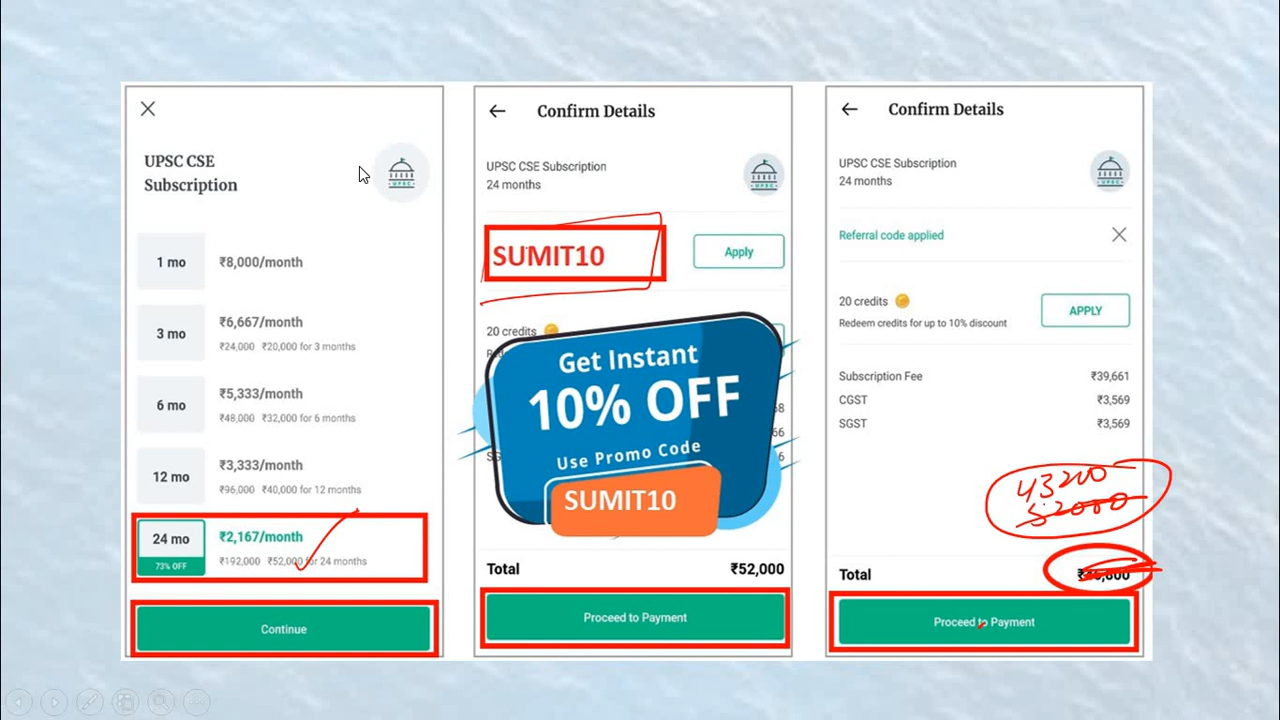 UPSC CSE
Subscription
1 mo ₹8,000/month
3 mo ₹6,667/month
₹24,000 ₹20,000 for 3 months
6 mo ₹5,333/month
₹48,000 ₹32,000 for 6 months
12 mo ₹3,333/month
₹96,000 ₹40,000 for 12 months
24 mo ₹2,167/month
73% OFF ₹192,000 ₹52,000 for 24 months
Continue
Confirm Details
UPSC CSE Subscription
24 months
UPSC
SUMIT10 Apply
20 credits
Get Instant
10% OFF
Use Promo Code
SUMIT10
Total ₹52,000
Proceed to Payment
Confirm Details
UPSC CSE Subscription
24 months
UPSC
Referral code applied
20 credits APPLY
Redeem credits for up to 10% discount
Subscription Fee ₹39,661
CGST ₹3,569
SGST ₹3,569
43200
52000
Total
Proceed to Payment